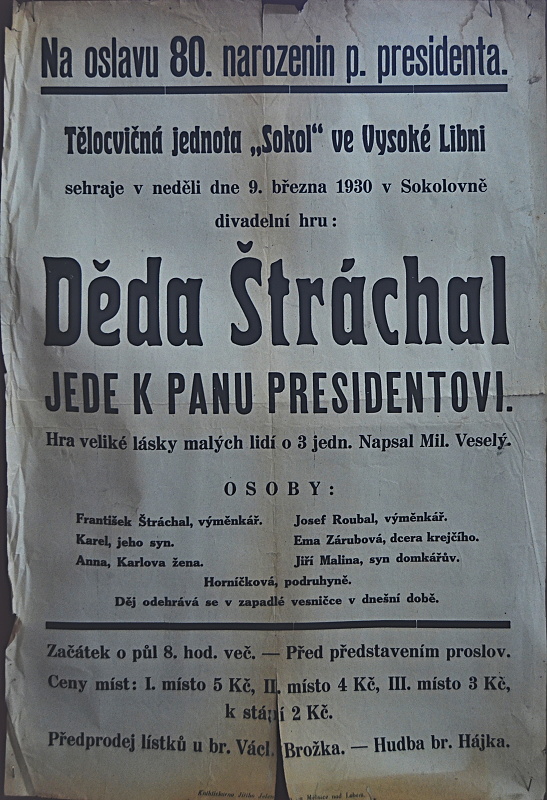 Na oslavu 80. narozenin p. presidenta.
Tělocvičná jednota „Sokol“ ve Vysoké Libni
sehraje v neděli dne 9. března 1930 v Sokolovně
divadelní hru:
Děda Štráchal
JEDE K PANU PRESIDENTOVI.
Hra veliké lásky malých lidí o 3 jedn. Napsal Mil. Veselý.
OSOBY:
František Štráchal, výměnkář. Josef Roubal, výměnkář.
Karel, jeho syn. Ema Zárubová, dcera krejčího.
Anna, Karlova žena. Jiří Malina, syn domkářův.
Horníčková, podruhyně.
Děj odehrává se v zapadlé vesničce v dnešní době.
Začátek o půl 8. hod. več. — Před představením proslov.
Ceny míst: I. místo 5 Kč, II. místo 4 Kč, III. místo 3 Kč,
k stání 2 Kč.
Předprodej lístků u br. Václ. Brožka. — Hudba br. Hájka.
nad Labem.